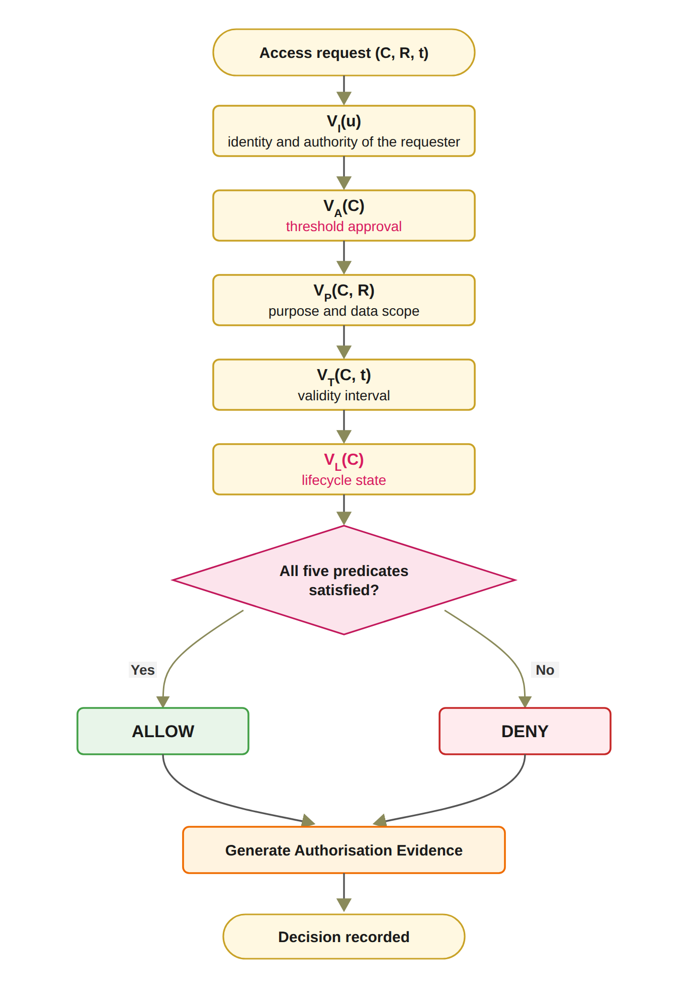 Access request (C, R, t)
V_I(u)
identity and authority of the requester
V_A(C)
threshold approval
V_P(C, R)
purpose and data scope
V_T(C, t)
validity interval
V_L(C)
lifecycle state
All five predicates
satisfied?
Yes
No
ALLOW
DENY
Generate Authorisation Evidence
Decision recorded